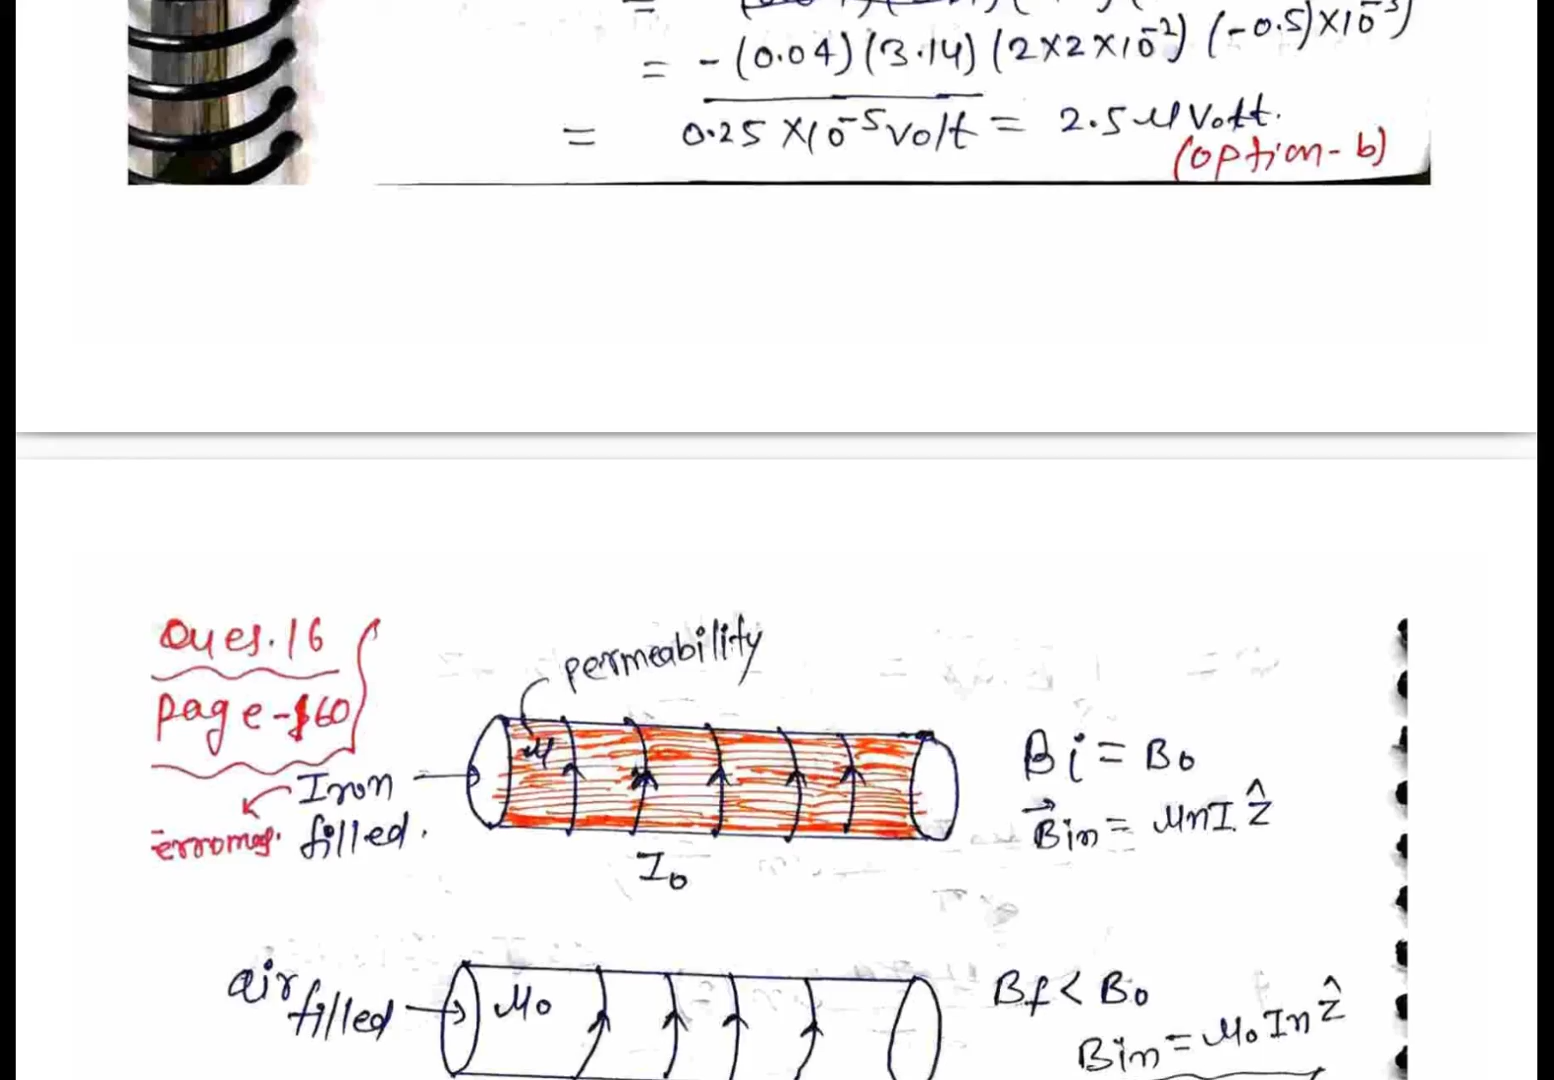 = - (0.04) (3.14) (2×2×10⁻²) (-0.5)×10⁻³)
= 0.25 ×10⁻⁵ volt = 2.5 μ Volt.
(option-b)
Ques. 16
page-$60
permeability
μ
Iron filled.
I₀
Bi = B₀
B⃗in = μnI ẑ
air filled
μ₀
Bf < B₀
Bin = μ₀ In ẑ